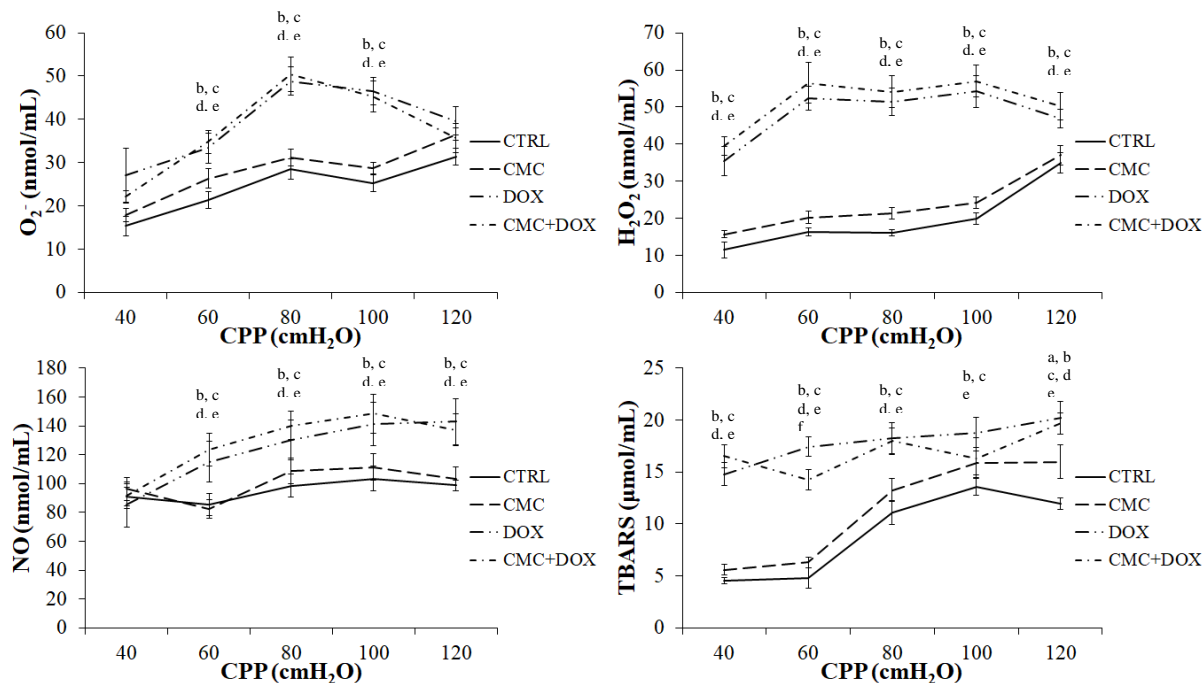 O₂⁻ (nmol/mL)
60
50
40
30
20
10
0
b, c
d. e
b, c
d. e
b, c
d. e
CTRL
CMC
DOX
CMC+DOX
40 60 80 100 120
CPP (cmH₂O)
H₂O₂ (nmol/mL)
70
60
50
40
30
20
10
0
b, c
d. e
b, c
d. e
b, c
d. e
b, c
d. e
b, c
d. e
CTRL
CMC
DOX
CMC+DOX
40 60 80 100 120
CPP (cmH₂O)
NO (nmol/mL)
180
160
140
120
100
80
60
40
20
0
b, c
d. e
b, c
d. e
b, c
d. e
b, c
d. e
CTRL
CMC
DOX
CMC+DOX
40 60 80 100 120
CPP (cmH₂O)
TBARS (µmol/mL)
25
20
15
10
5
0
b, c
d. e
b, c
d, e
f
b, c
d. e
b, c
e
a, b
c, d
e
CTRL
CMC
DOX
CMC+DOX
40 60 80 100 120
CPP (cmH₂O)